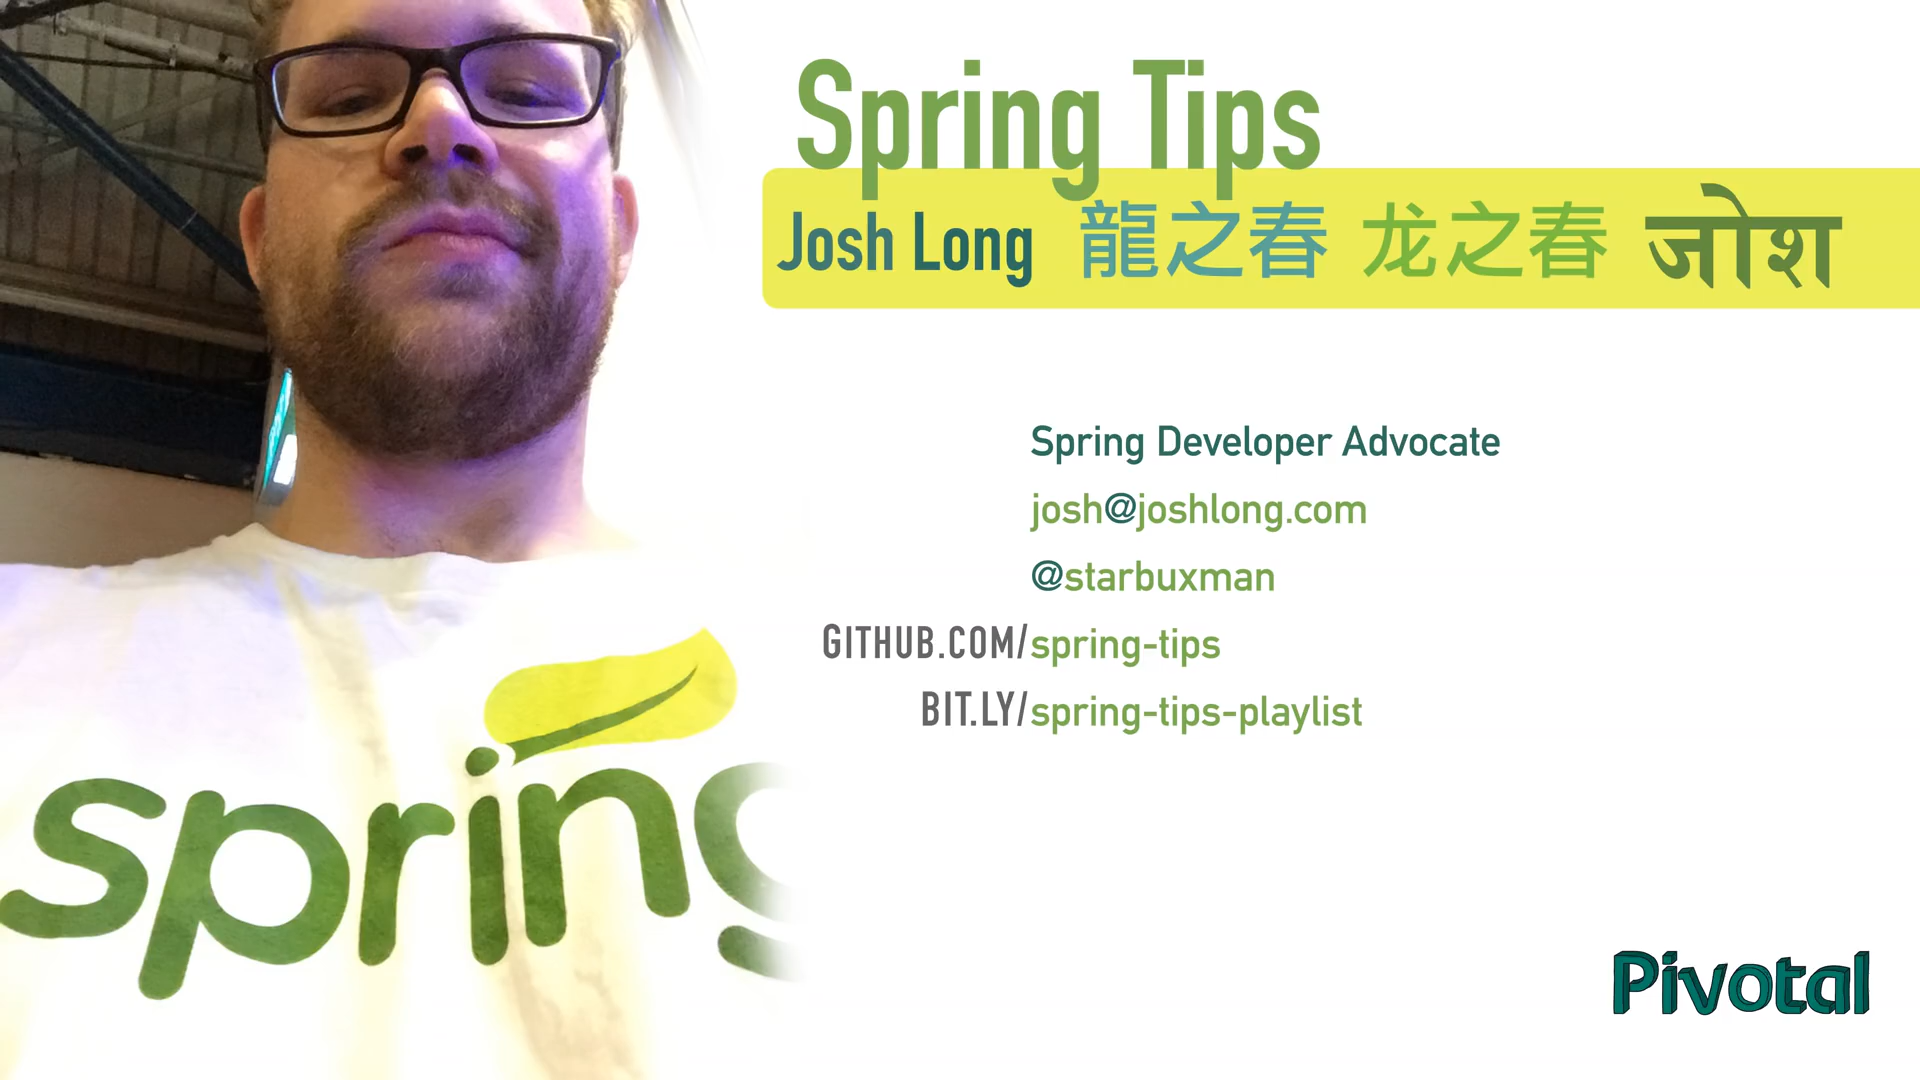 Spring Tips
Josh Long 龍之春 龙之春 जोश
Spring Developer Advocate
josh@joshlong.com
@starbuxman
GITHUB.COM/spring-tips
BIT.LY/spring-tips-playlist
spring
Pivotal